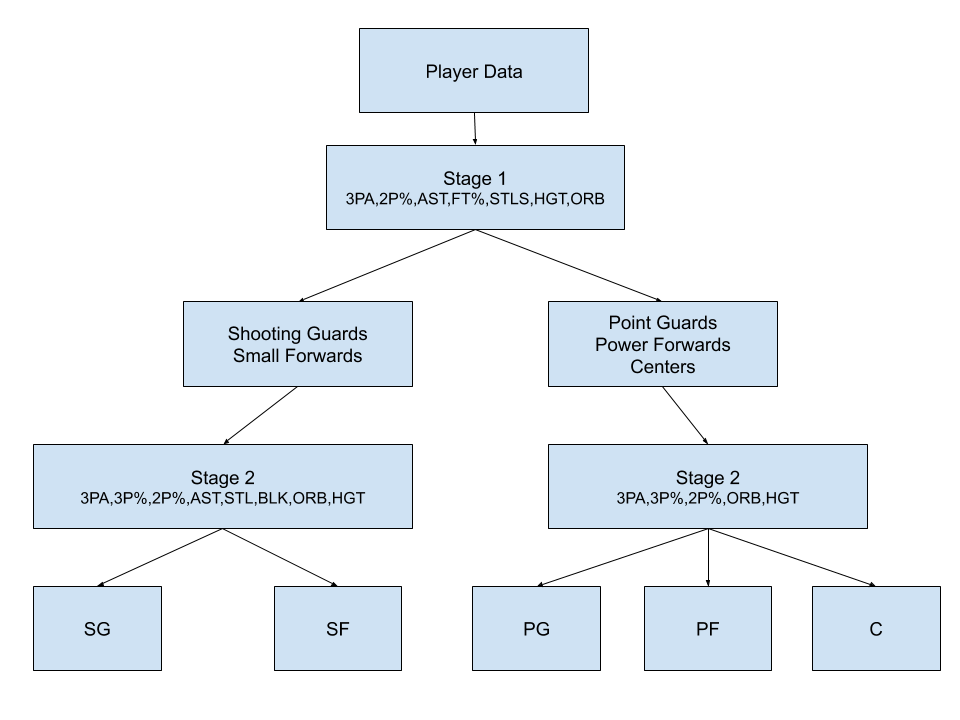 Player Data
Stage 1
3PA,2P%,AST,FT%,STLS,HGT,ORB
Shooting Guards
Small Forwards
Point Guards
Power Forwards
Centers
Stage 2
3PA,3P%,2P%,AST,STL,BLK,ORB,HGT
Stage 2
3PA,3P%,2P%,ORB,HGT
SG
SF
PG
PF
C